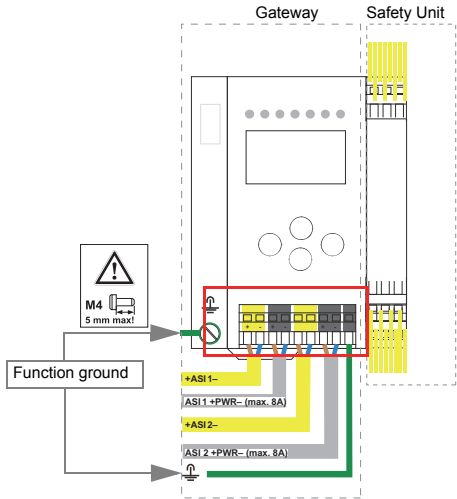 Gateway Safety Unit
M4
5 mm max!
+ – + –
Function ground
+ASI 1–
ASI 1 +PWR– (max. 8A)
+ASI 2–
ASI 2 +PWR– (max. 8A)